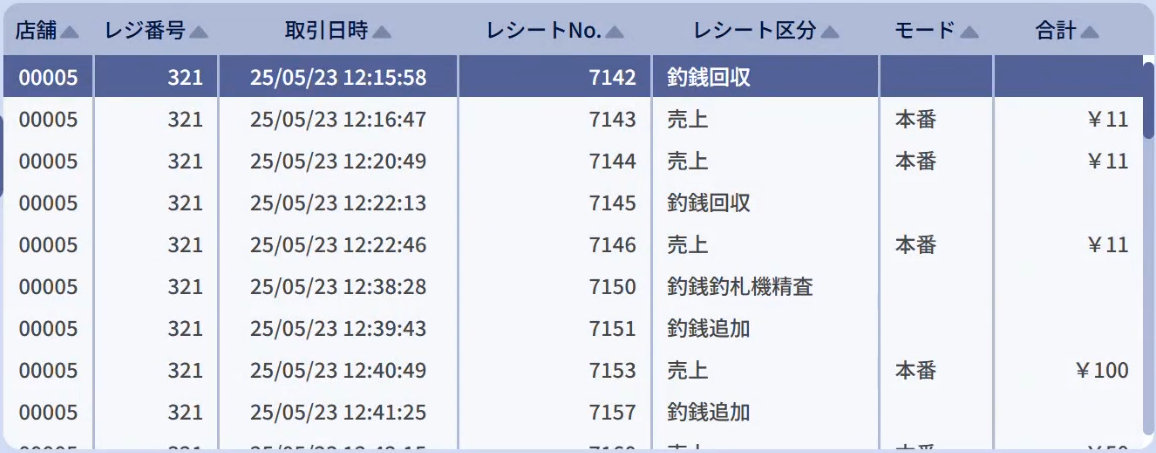 店舗▲ レジ番号▲ 取引日時▲ レシートNo.▲ レシート区分▲ モード▲ 合計▲
00005 321 25/05/23 12:15:58 7142 釣銭回収
00005 321 25/05/23 12:16:47 7143 売上 本番 ¥11
00005 321 25/05/23 12:20:49 7144 売上 本番 ¥11
00005 321 25/05/23 12:22:13 7145 釣銭回収
00005 321 25/05/23 12:22:46 7146 売上 本番 ¥11
00005 321 25/05/23 12:38:28 7150 釣銭釣札機精査
00005 321 25/05/23 12:39:43 7151 釣銭追加
00005 321 25/05/23 12:40:49 7153 売上 本番 ¥100
00005 321 25/05/23 12:41:25 7157 釣銭追加